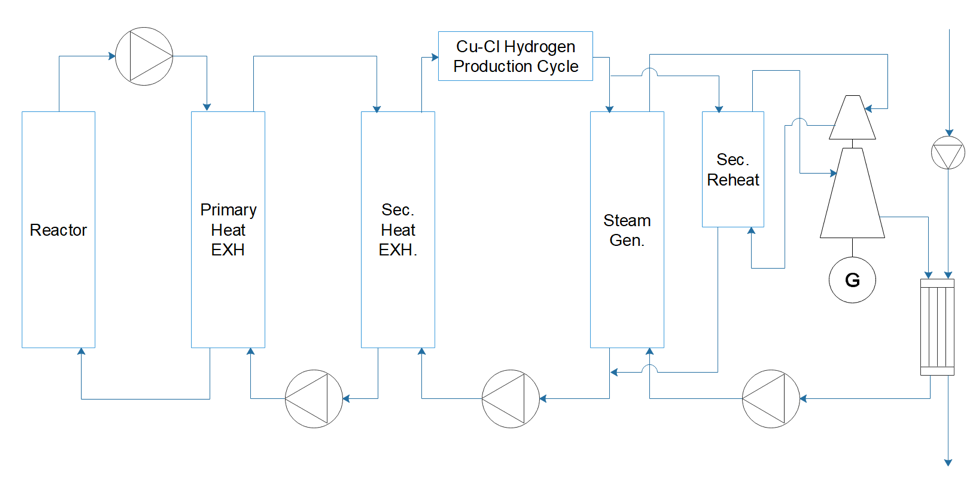 Cu-Cl Hydrogen
Production Cycle
Reactor
Primary
Heat
EXH
Sec.
Heat
EXH.
Steam
Gen.
Sec.
Reheat
G